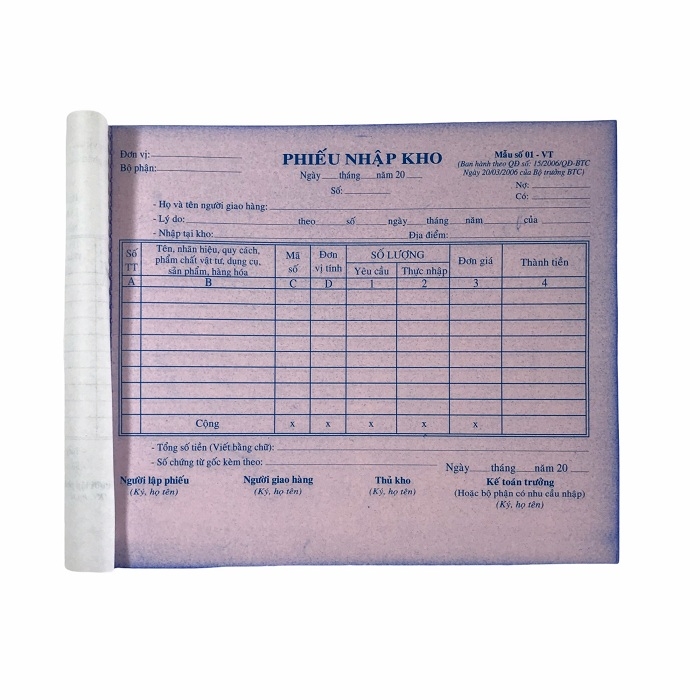 Đơn vị:
PHIẾU NHẬP KHO
Mẫu số 01 - VT
Bộ phận:
(Ban hành theo QĐ số: 15/2006/QĐ-BTC
Ngày tháng năm 20
Ngày 20/03/2006 của Bộ trưởng BTC)
Số:
Nợ:
Có:
- Họ và tên người giao hàng:
- Lý do: theo số ngày tháng năm của
- Nhập tại kho: Địa điểm:
Số TT
Tên, nhãn hiệu, quy cách,
phẩm chất vật tư, dụng cụ,
sản phẩm, hàng hóa
Mã số
Đơn vị tính
SỐ LƯỢNG
Yêu cầu Thực nhập
Đơn giá
Thành tiền
A B C D 1 2 3 4
Cộng x x x x x
- Tổng số tiền (Viết bằng chữ):
- Số chứng từ gốc kèm theo:
Ngày tháng năm 20
Người lập phiếu Người giao hàng Thủ kho Kế toán trưởng
(Ký, họ tên) (Ký, họ tên) (Ký, họ tên) (Hoặc bộ phận có nhu cầu nhập)
(Ký, họ tên)